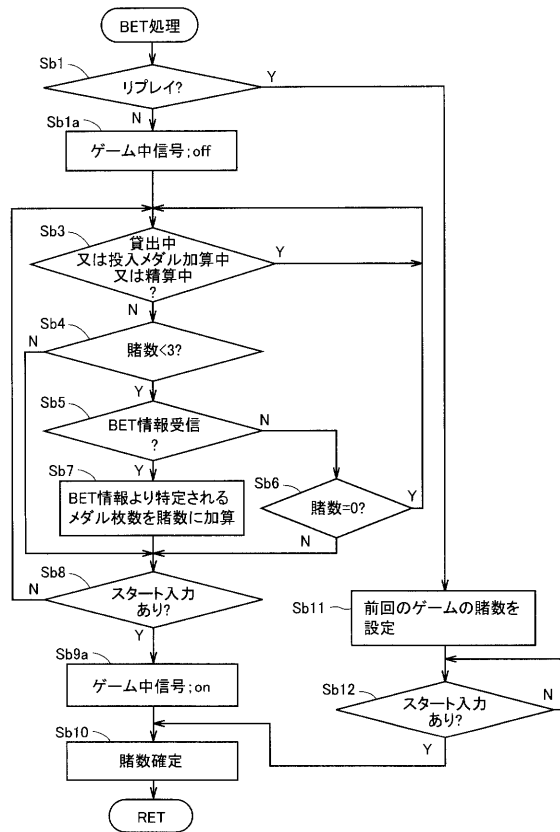 BET処理
Sb1
リプレイ?
Y
N
Sb1a
ゲーム中信号;off
Sb3
貸出中
又は投入メダル加算中
又は精算中
?
Y
N
Sb4
賭数<3?
N
Y
Sb5
BET情報受信
?
N
Y
Sb7
BET情報より特定される
メダル枚数を賭数に加算
Sb6
賭数=0?
Y
N
Sb8
スタート入力
あり?
N
Y
Sb11
前回のゲームの賭数を
設定
Sb9a
ゲーム中信号;on
Sb12
スタート入力
あり?
N
Y
Sb10
賭数確定
RET